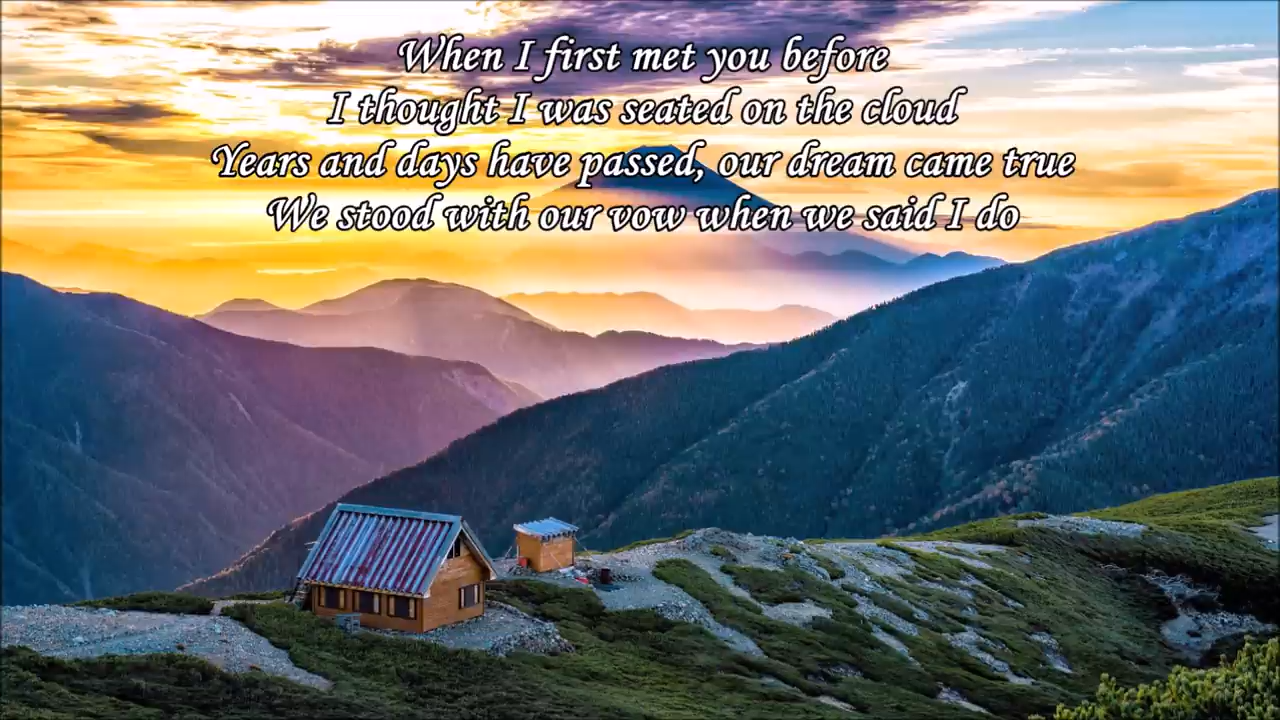 When I first met you before
I thought I was seated on the cloud
Years and days have passed, our dream came true
We stood with our vow when we said I do